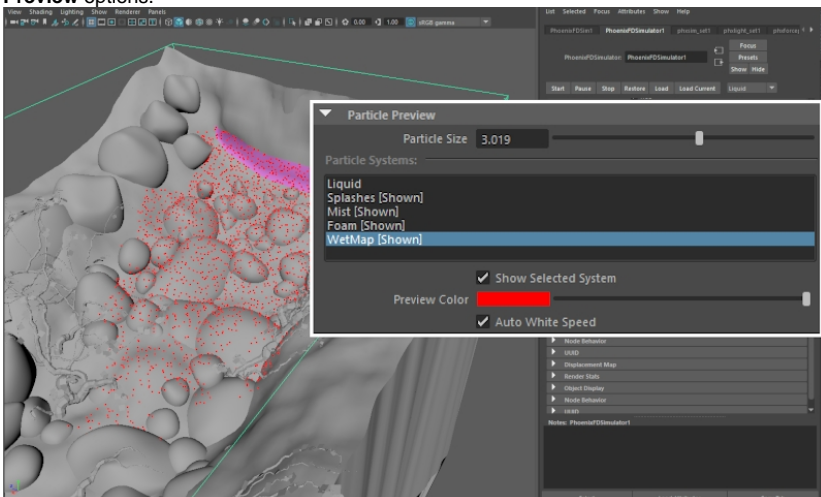 Preview options.
View Shading Lighting Show Renderer Panels
0.00 1.00 sRGB gamma
List Selected Focus Attributes Show Help
PhoenixFDSim1 PhoenixFDSimulator1 phxsim_set1 phxlight_set1
PhoenixFDSimulator: PhoenixFDSimulator1
Focus
Presets
Show Hide
Start Pause Stop Restore Load Load Current Liquid
Particle Preview
Particle Size 3.019
Particle Systems:
Liquid
Splashes [Shown]
Mist [Shown]
Foam [Shown]
WetMap [Shown]
Show Selected System
Preview Color
Auto White Speed
Node Behavior
UUID
Displacement Map
Render Stats
Object Display
Node Behavior
UUID
Notes: PhoenixFDSimulator1